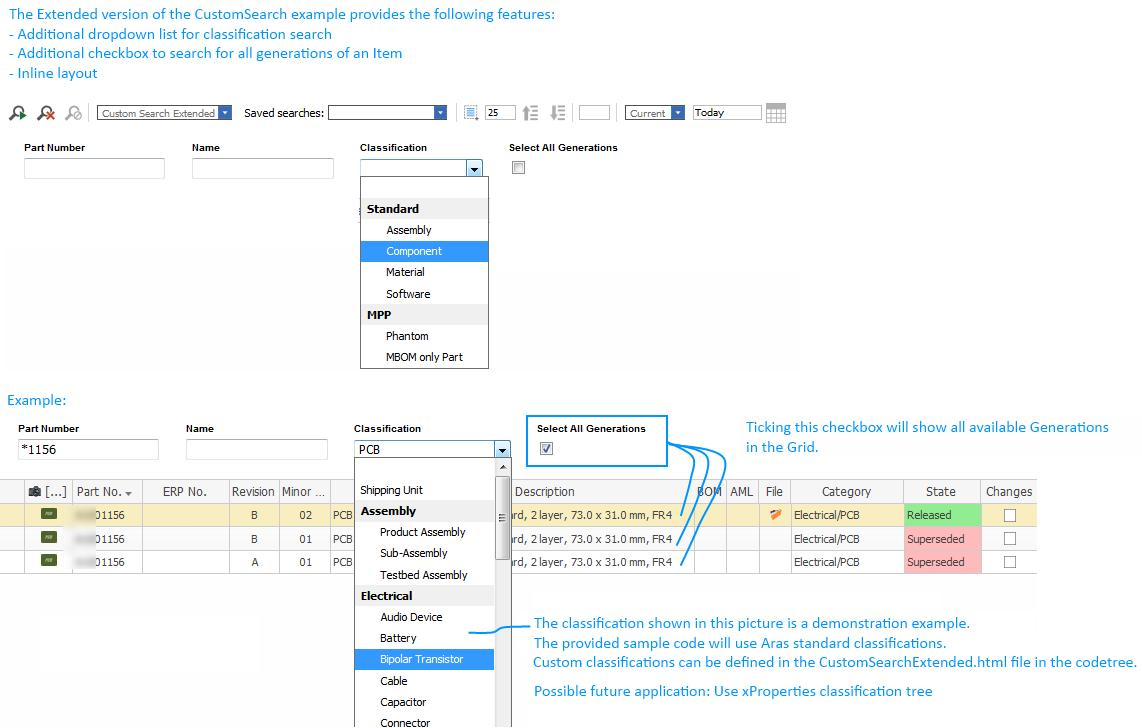 The Extended version of the CustomSearch example provides the following features:
- Additional dropdown list for classification search
- Additional checkbox to search for all generations of an Item
- Inline layout
Custom Search Extended Saved searches: 25 Current Today
Part Number Name Classification Select All Generations
Standard
Assembly
Component
Material
Software
MPP
Phantom
MBOM only Part
Example:
Part Number Name Classification Select All Generations
Ticking this checkbox will show all available Generations
in the Grid.
*1156 PCB
[...] Part No. ERP No. Revision Minor ... Description BOM AML File Category State Changes
01156 B 02 PCB rd, 2 layer, 73.0 x 31.0 mm, FR4 Electrical/PCB Released
01156 B 01 PCB rd, 2 layer, 73.0 x 31.0 mm, FR4 Electrical/PCB Superseded
01156 A 01 PCB rd, 2 layer, 73.0 x 31.0 mm, FR4 Electrical/PCB Superseded
Shipping Unit
Assembly
Product Assembly
Sub-Assembly
Testbed Assembly
Electrical
Audio Device
Battery
Bipolar Transistor
Cable
Capacitor
Connector
The classification shown in this picture is a demonstration example.
The provided sample code will use Aras standard classifications.
Custom classifications can be defined in the CustomSearchExtended.html file in the codetree.
Possible future application: Use xProperties classification tree